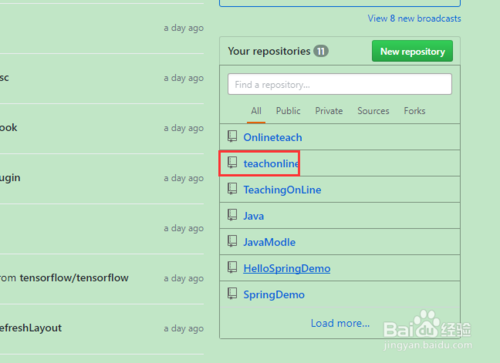 View 8 new broadcasts
a day ago
Your repositories 11
New repository
sc
a day ago
Find a repository...
All Public Private Sources Forks
ook
a day ago
Onlineteach
teachonline
ugin
a day ago
TeachingOnLine
Java
a day ago
JavaModle
rom tensorflow/tensorflow
a day ago
HelloSpringDemo
SpringDemo
efreshLayout
a day ago
Load more...
Baidu 经验
jingyan.baidu.com